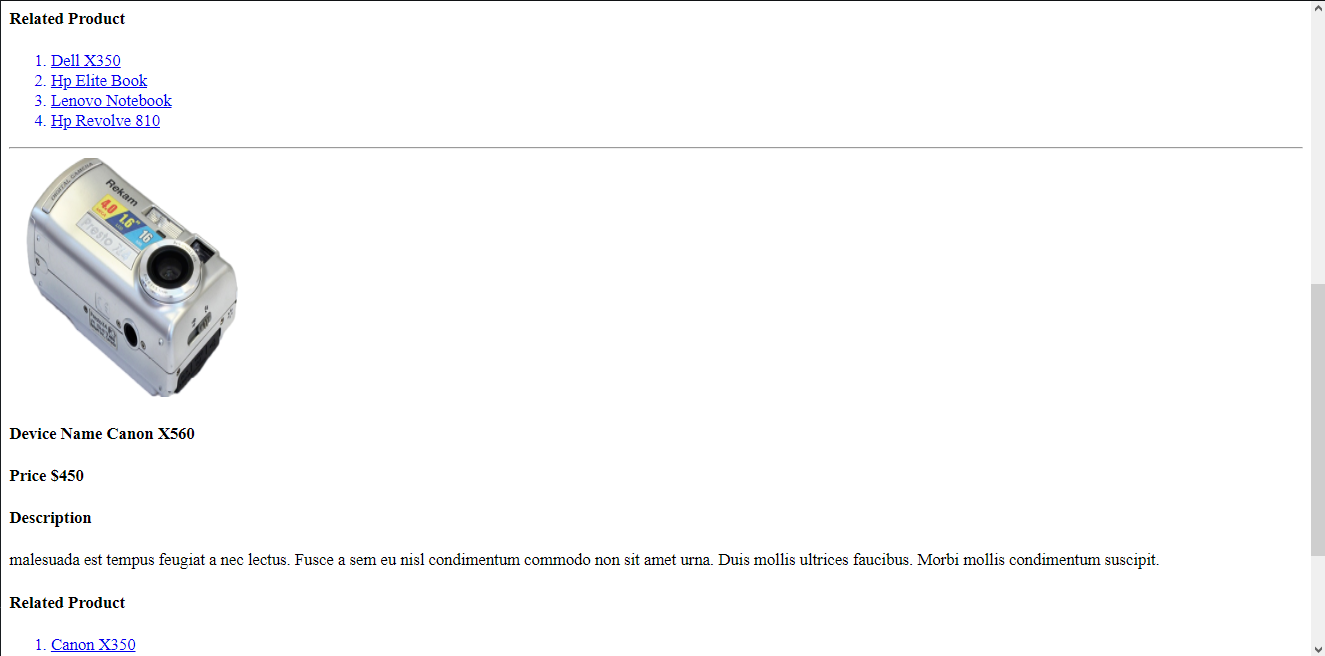 Related Product
1. Dell X350
2. Hp Elite Book
3. Lenovo Notebook
4. Hp Revolve 810
DIGITAL CAMERA
Rekam
4.0
1.6"
16
Presto
Device Name Canon X560
Price $450
Description
malesuada est tempus feugiat a nec lectus. Fusce a sem eu nisl condimentum commodo non sit amet urna. Duis mollis ultrices faucibus. Morbi mollis condimentum suscipit.
Related Product
1. Canon X350